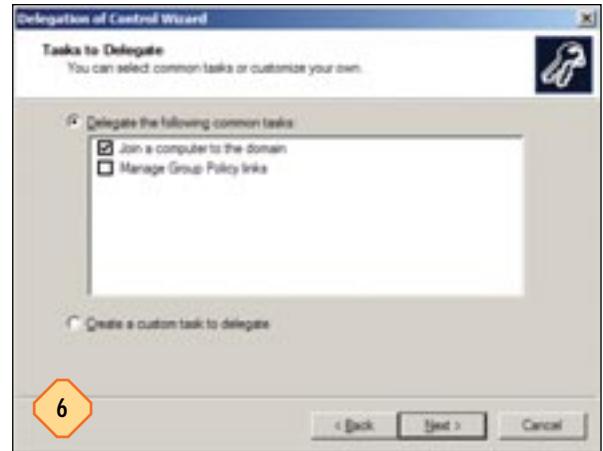 Delegation of Control Wizard
Tasks to Delegate
You can select common tasks or customize your own.
Delegate the following common tasks:
Join a computer to the domain
Manage Group Policy links
Create a custom task to delegate
6
< Back
Next >
Cancel